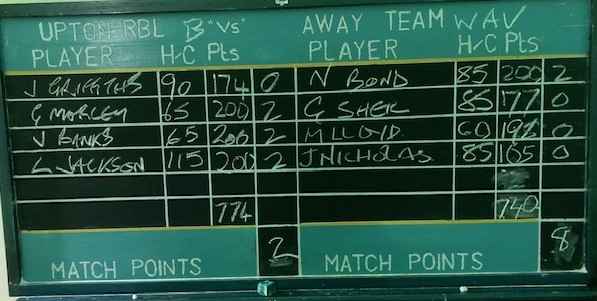 UPTON RBL B "VS" AWAY TEAM WAV
PLAYER H/C Pts PLAYER H/C Pts
J GRIFFITHS 90 174 0 N BOND 85 200 2
G MORLEY 65 200 2 G 85 177 0
V BANKS 65 200 2 M LLOYD 60 198 0
L JACKSON 115 200 2 J NICHOLAS 85 165 0
774 740
MATCH POINTS 2 MATCH POINTS 8